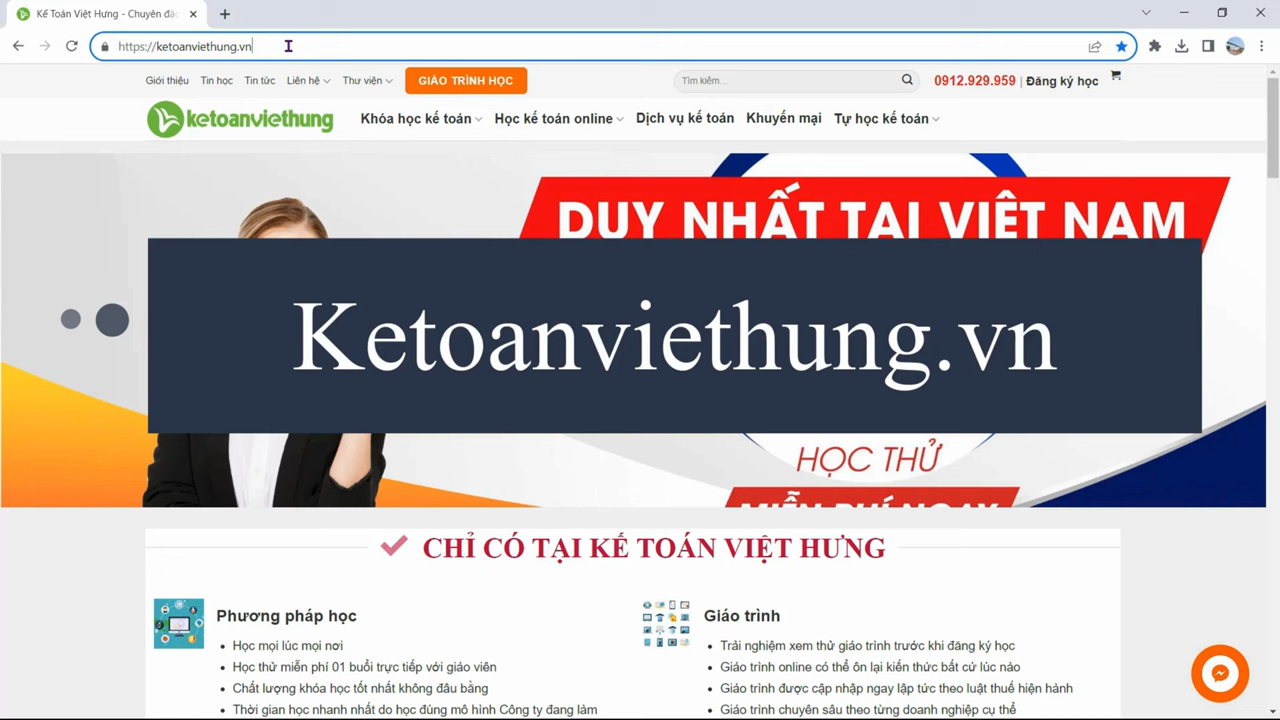 Kế Toán Việt Hưng - Chuyên đào
https://ketoanviethung.vn
Giới thiệu Tin học Tin tức Liên hệ Thư viện GIÁO TRÌNH HỌC Tìm kiếm... 0912.929.959 | Đăng ký học
ketoanviethung Khóa học kế toán Học kế toán online Dịch vụ kế toán Khuyến mại Tự học kế toán
DUY NHẤT TẠI VIỆT NAM
Ketoanviethung.vn
HỌC THỬ
MIỄN PHÍ NGAY
CHỈ CÓ TẠI KẾ TOÁN VIỆT HƯNG
Phương pháp học
Học mọi lúc mọi nơi
Học thử miễn phí 01 buổi trực tiếp với giáo viên
Chất lượng khóa học tốt nhất không đâu bằng
Thời gian học nhanh nhất do học đúng mô hình Công ty đang làm
Giáo trình
Trải nghiệm xem thử giáo trình trước khi đăng ký học
Giáo trình online có thể ôn lại kiến thức bất cứ lúc nào
Giáo trình được cập nhập ngay lập tức theo luật thuế hiện hành
Giáo trình chuyên sâu theo từng doanh nghiệp cụ thể